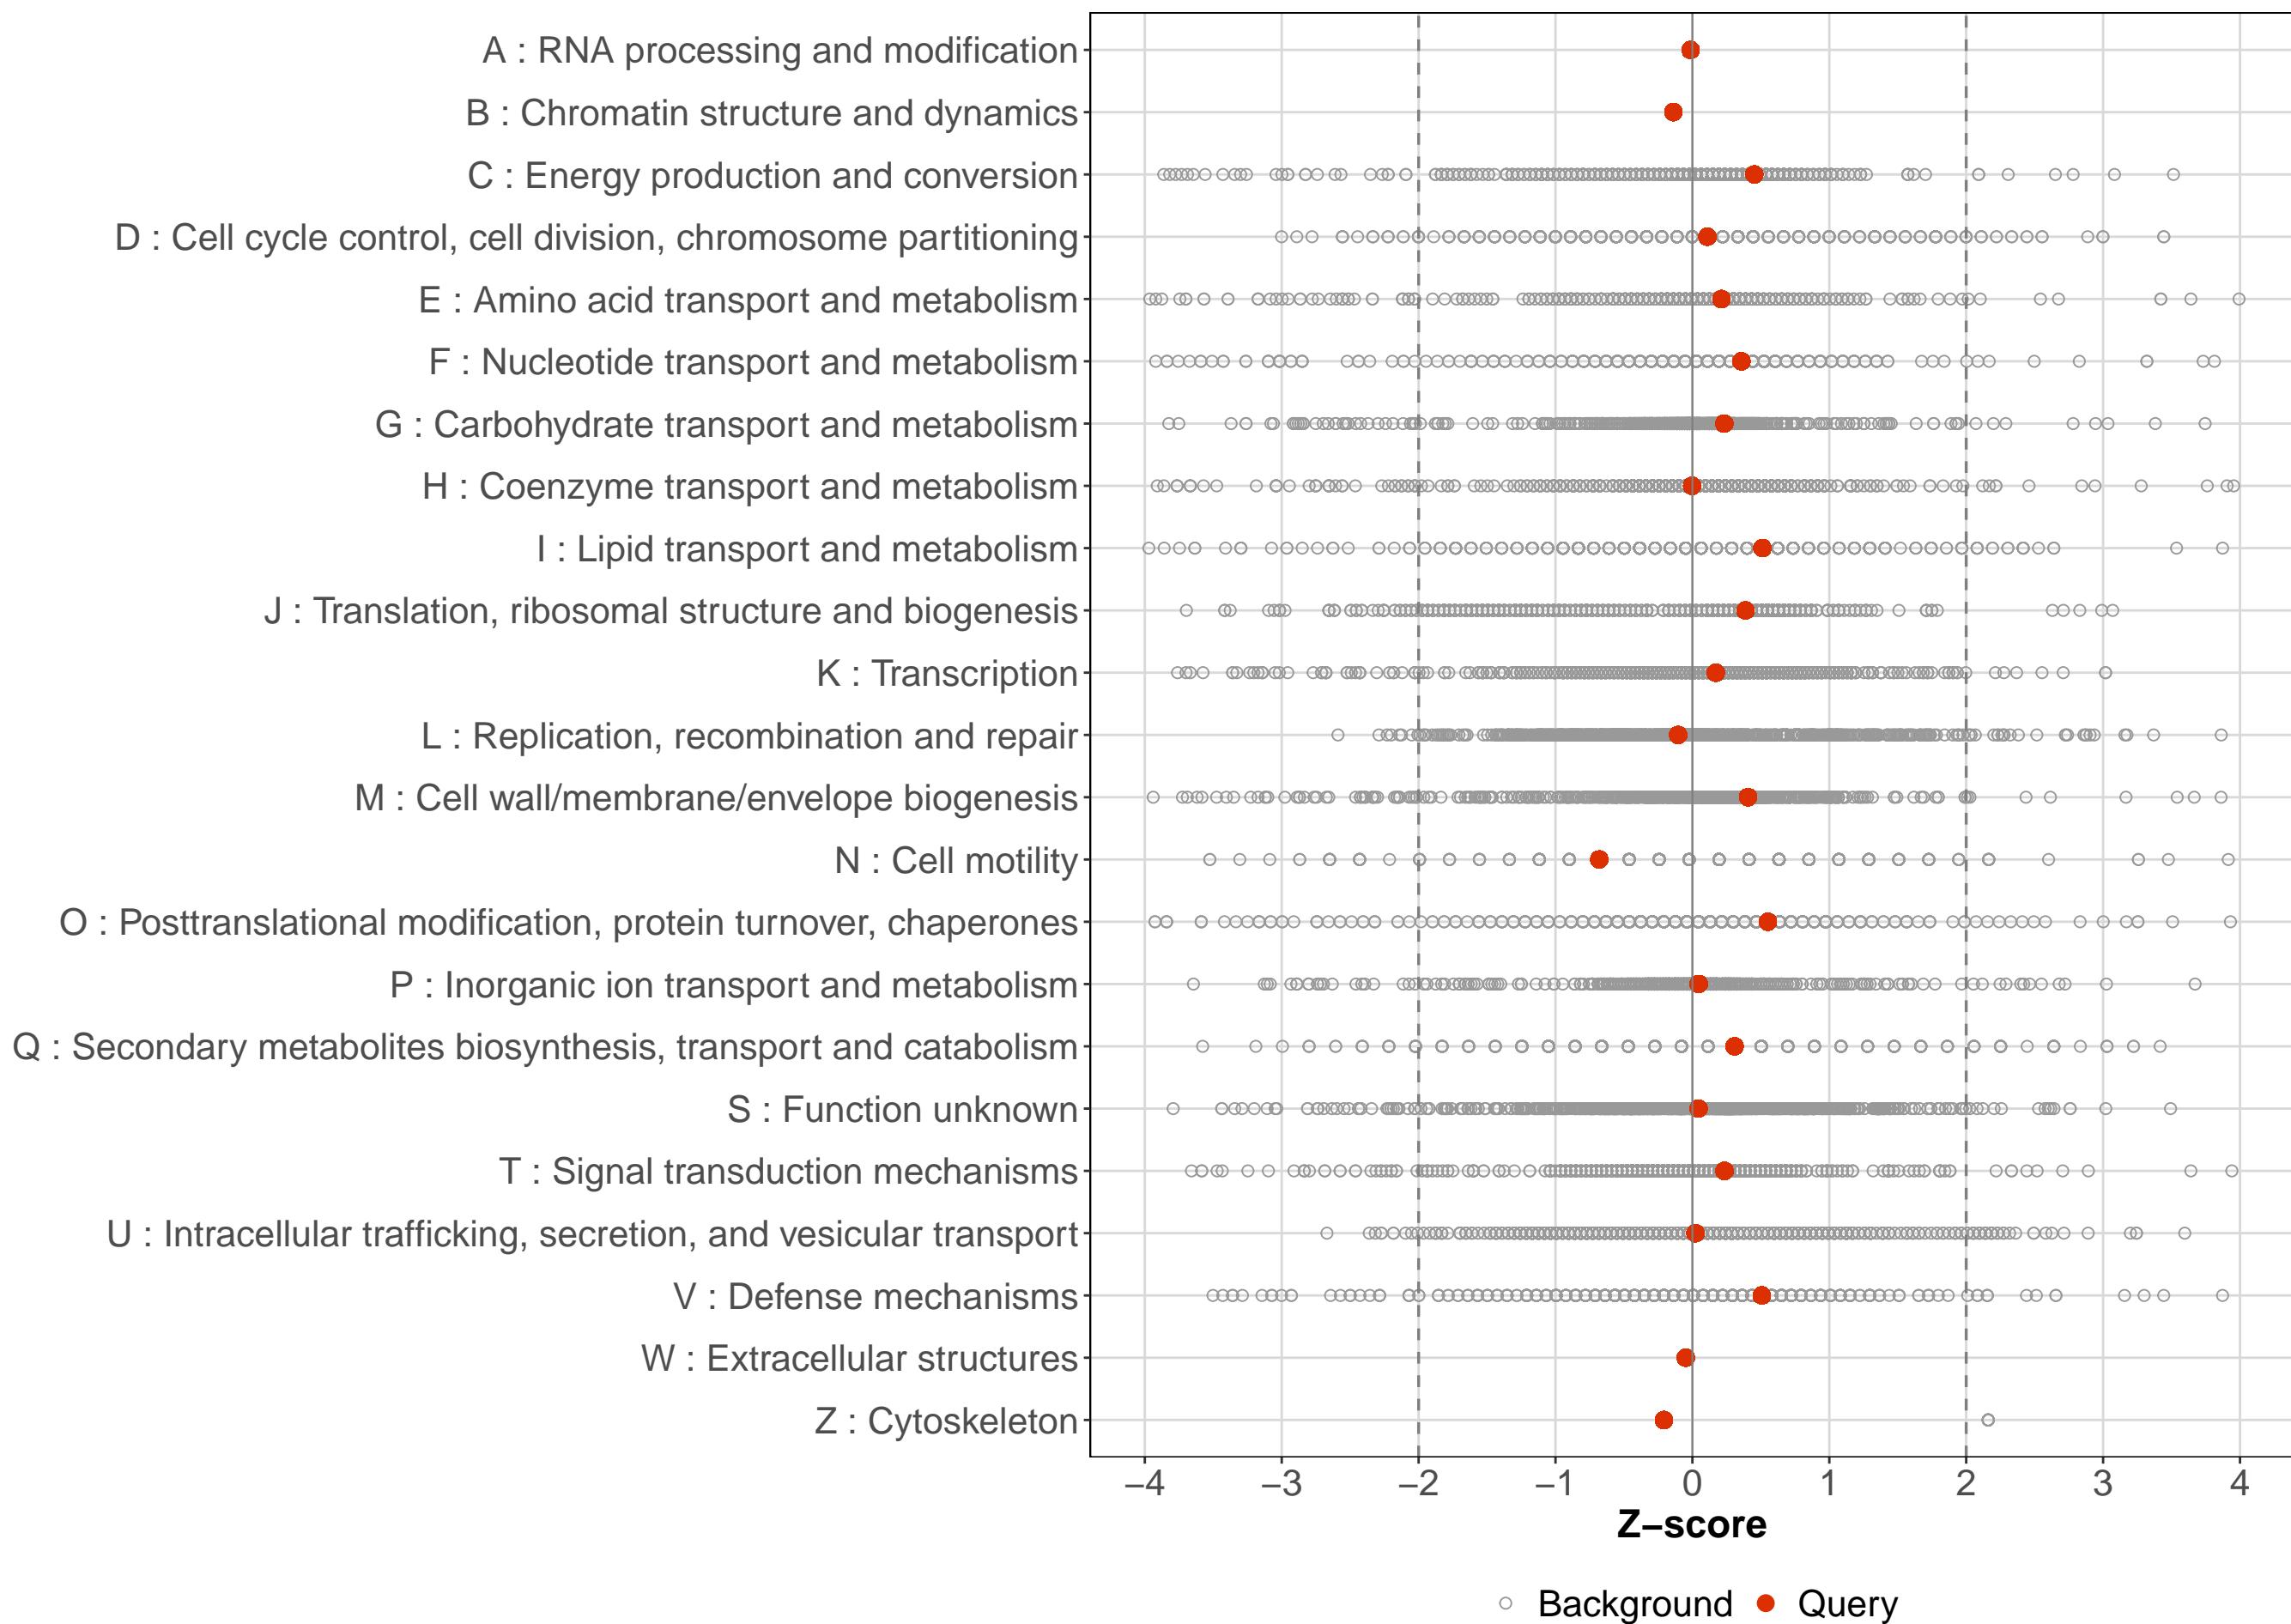 A : RNA processing and modification
B : Chromatin structure and dynamics
C : Energy production and conversion
D : Cell cycle control, cell division, chromosome partitioning
E : Amino acid transport and metabolism
F : Nucleotide transport and metabolism
G : Carbohydrate transport and metabolism
H : Coenzyme transport and metabolism
I : Lipid transport and metabolism
J : Translation, ribosomal structure and biogenesis
K : Transcription
L : Replication, recombination and repair
M : Cell wall/membrane/envelope biogenesis
N : Cell motility
O : Posttranslational modification, protein turnover, chaperones
P : Inorganic ion transport and metabolism
Q : Secondary metabolites biosynthesis, transport and catabolism
S : Function unknown
T : Signal transduction mechanisms
U : Intracellular trafficking, secretion, and vesicular transport
V : Defense mechanisms
W : Extracellular structures
Z : Cytoskeleton
−4 −3 −2 −1 0 1 2 3 4
Z−score
Background Query